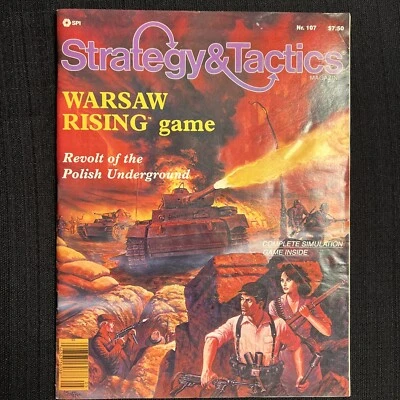 SPI
Nr. 107 $7.50
Strategy&Tactics
MAGAZINE
WARSAW
RISING™ game
Revolt of the
Polish Underground
COMPLETE SIMULATION
GAME INSIDE